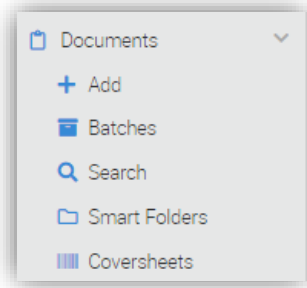 Documents
Add
Batches
Search
Smart Folders
Coversheets